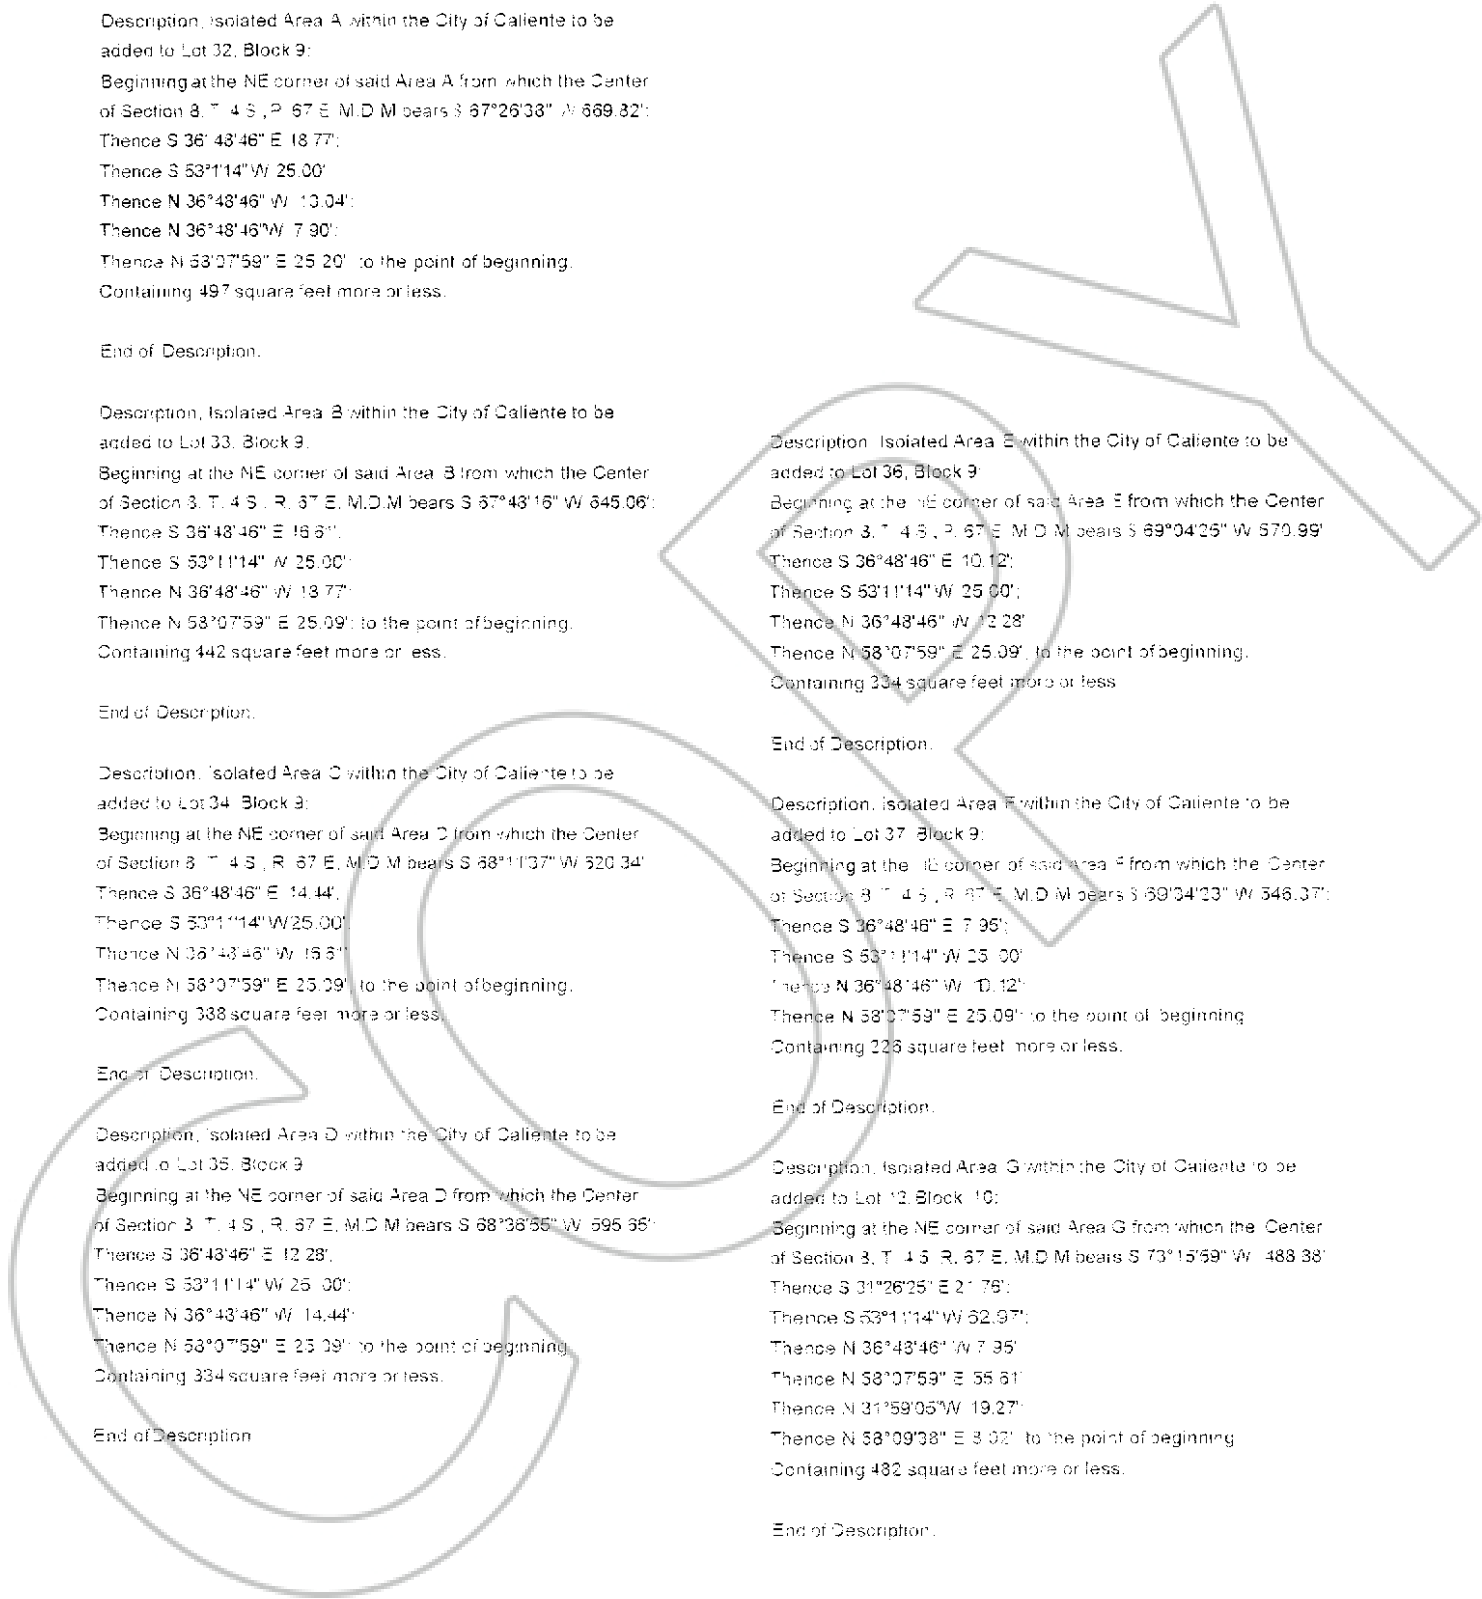 Description, Isolated Area A within the City of Caliente to be
added to Lot 32, Block 9:
Beginning at the NE corner of said Area A from which the Center
of Section 8, T. 4 S., R. 67 E. M.D.M bears S 67°26'38" W 669.82';
Thence S 36°48'46" E 18.77';
Thence S 53°1'14" W 25.00'
Thence N 36°48'46" W 13.04';
Thence N 36°48'46"W 7.90';
Thence N 58°07'59" E 25.20' to the point of beginning.
Containing 497 square feet more or less.
End of Description.
Description, Isolated Area B within the City of Caliente to be
added to Lot 33, Block 9.
Beginning at the NE corner of said Area B from which the Center
of Section 8, T. 4 S., R. 67 E. M.D.M bears S 67°48'16" W 645.06';
Thence S 36°48'46" E 16.61',
Thence S 53°11'14" W 25.00';
Thence N 36°48'46" W 18.77';
Thence N 58°07'59" E 25.09'; to the point of beginning.
Containing 442 square feet more or less.
End of Description.
Description, Isolated Area C within the City of Caliente to be
added to Lot 34, Block 9:
Beginning at the NE corner of said Area C from which the Center
of Section 8, T. 4 S., R. 67 E. M.D.M bears S 68°11'37" W 620.34'
Thence S 36°48'46" E 14.44',
Thence S 53°11'14" W 25.00';
Thence N 36°48'46" W 16.61'
Thence N 58°07'59" E 25.09', to the point of beginning.
Containing 388 square feet more or less.
End of Description.
Description, Isolated Area D within the City of Caliente to be
added to Lot 35, Block 9
Beginning at the NE corner of said Area D from which the Center
of Section 8, T. 4 S., R. 67 E. M.D.M bears S 68°36'55" W 595.65';
Thence S 36°48'46" E 12.28',
Thence S 53°11'14" W 25.00';
Thence N 36°48'46" W 14.44';
Thence N 58°07'59" E 25.09'; to the point of beginning
Containing 334 square feet more or less.
End of Description
Description, Isolated Area E within the City of Caliente to be
added to Lot 36, Block 9:
Beginning at the NE corner of said Area E from which the Center
of Section 8, T. 4 S., R. 67 E. M.D.M bears S 69°04'25" W 570.99'
Thence S 36°48'46" E 10.12';
Thence S 53°11'14" W 25.00';
Thence N 36°48'46" W 12.28'
Thence N 58°07'59" E 25.09', to the point of beginning.
Containing 334 square feet more or less
End of Description.
Description, Isolated Area F within the City of Caliente to be
added to Lot 37, Block 9:
Beginning at the NE corner of said Area F from which the Center
of Section 8, T. 4 S., R. 67 E. M.D.M bears S 69°34'23" W 546.37';
Thence S 36°48'46" E 7.95';
Thence S 53°11'14" W 25.00'
Thence N 36°48'46" W 10.12';
Thence N 58°07'59" E 25.09'; to the point of beginning
Containing 226 square feet more or less.
End of Description.
Description, Isolated Area G within the City of Caliente to be
added to Lot 12, Block 10:
Beginning at the NE corner of said Area G from which the Center
of Section 8, T. 4 S. R. 67 E. M.D.M bears S 73°15'59" W 488.38'
Thence S 31°26'25" E 21.76';
Thence S 53°11'14" W 62.97';
Thence N 36°48'46" W 7.95'
Thence N 58°07'59" E 55.61'
Thence N 31°59'05"W 19.27';
Thence N 58°09'38" E 8.02' to the point of beginning
Containing 482 square feet more or less.
End of Description.
COPY